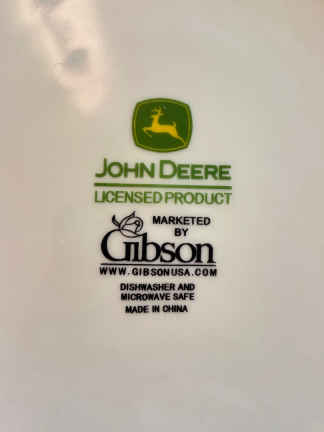 JOHN DEERE
LICENSED PRODUCT
MARKETED
BY
Gibson
WWW.GIBSONUSA.COM
DISHWASHER AND
MICROWAVE SAFE
MADE IN CHINA